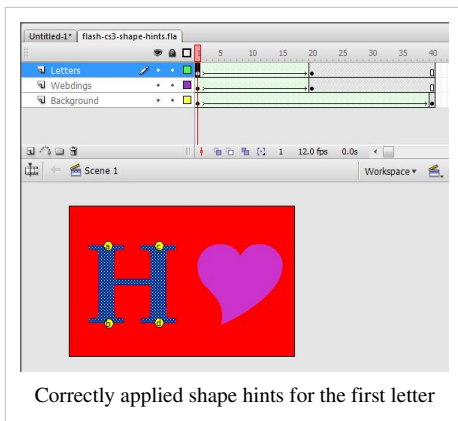 Untitled-1* flash-cs3-shape-hints.fla
1 5 10 15 20 25 30 35 40
Letters
Webdings
Background
1 12.0 fps 0.0s
Scene 1 Workspace
H
a c
b d
Correctly applied shape hints for the first letter